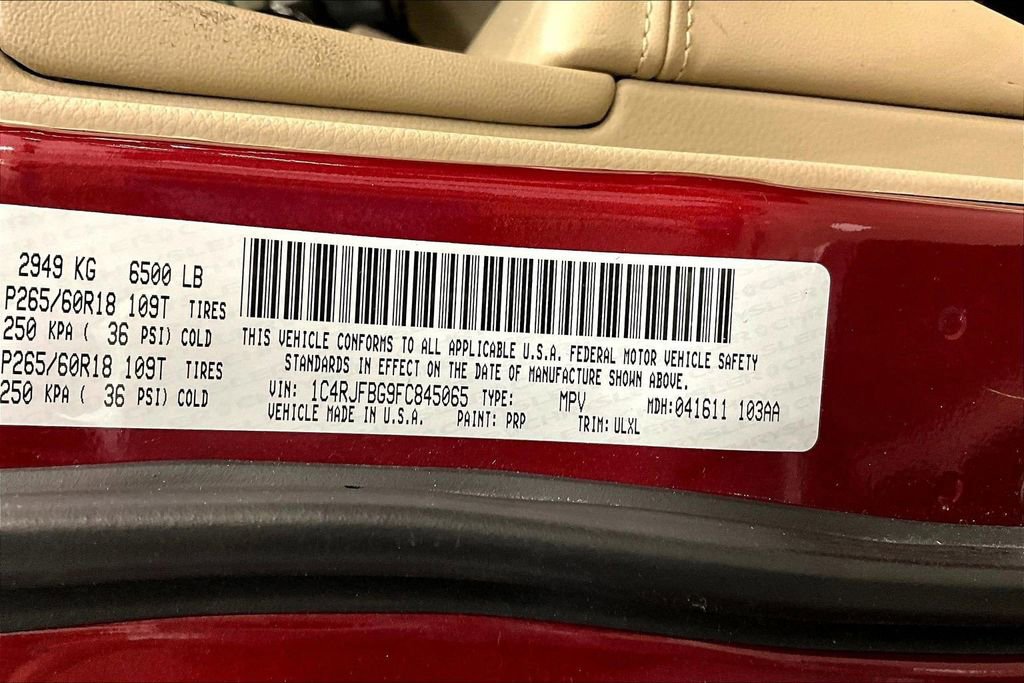 2949 KG 6500 LB
P265/60R18 109T TIRES
250 KPA ( 36 PSI) COLD
P265/60R18 109T TIRES
250 KPA ( 36 PSI) COLD
THIS VEHICLE CONFORMS TO ALL APPLICABLE U.S.A. FEDERAL MOTOR VEHICLE SAFETY
STANDARDS IN EFFECT ON THE DATE OF MANUFACTURE SHOWN ABOVE.
VIN: 1C4RJFBG9FC845065 TYPE: MPV MDH:041611 103AA
VEHICLE MADE IN U.S.A. PAINT: PRP TRIM: ULXL